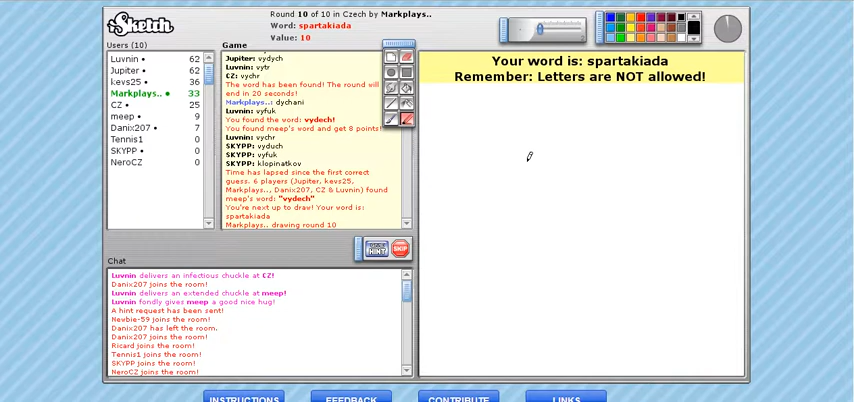 iSketch
Round 10 of 10 in Czech by Markplays..
Word: spartakiada
Value: 10
Users (10)
Luvnin • 62
Jupiter • 62
kevs25 • 36
Markplays.. • 33
CZ • 25
meep • 9
Danix207 • 7
Tennis1 0
SKYPP • 0
NeroCZ 0
Game
Jupiter: vydych
Luvnin: vytr
CZ: vychr
The word has been found! The round will
end in 20 seconds!
Markplays..: dychani
Luvnin: vyfuk
You found the word: vydech!
You found meep's word and get 8 points!
Luvnin: vychr
SKYPP: vyduch
SKYPP: vyfuk
SKYPP: klopinatkov
Time has lapsed since the first correct
guess. 6 players (Jupiter, kevs25,
Markplays.., Danix207, CZ & Luvnin) found
meep's word: "vydech"
You're next up to draw! Your word is:
spartakiada
Markplays.. drawing round 10
HINT
SKIP
Your word is: spartakiada
Remember: Letters are NOT allowed!
Chat
Luvnin delivers an infectious chuckle at CZ!
Danix207 joins the room!
Luvnin delivers an extended chuckle at meep!
Luvnin fondly gives meep a good nice hug!
A hint request has been sent!
Newbie-59 joins the room!
Danix207 has left the room.
Danix207 joins the room!
Ricard joins the room!
Tennis1 joins the room!
SKYPP joins the room!
NeroCZ joins the room!
INSTRUCTIONS
FEEDBACK
CONTRIBUTE
LINKS